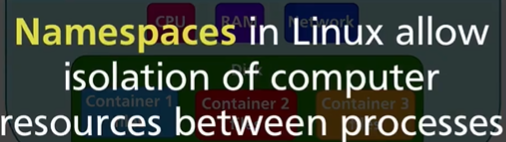 CPU RAM Network
Namespaces in Linux allow
isolation of computer
Disk
Container 1 Container 2 Container 3
resources between processes